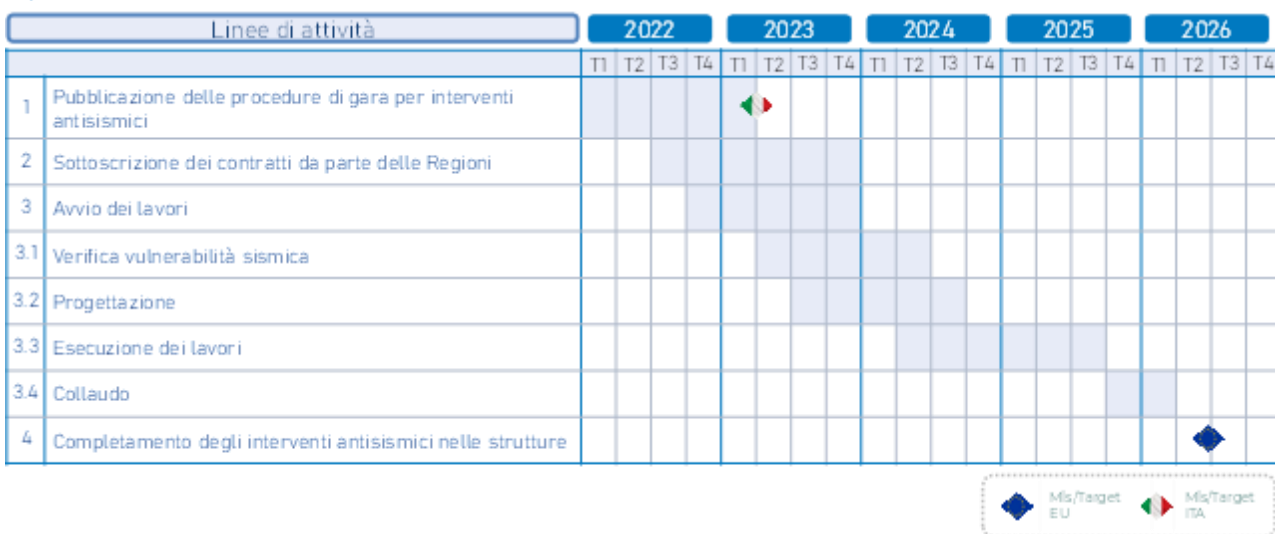 Linee di attività 2022 2023 2024 2025 2026
T1 T2 T3 T4 T1 T2 T3 T4 T1 T2 T3 T4 T1 T2 T3 T4 T1 T2 T3 T4
1 Pubblicazione delle procedure di gara per interventi
antisismici
2 Sottoscrizione dei contratti da parte delle Regioni
3 Avvio dei lavori
3.1 Verifica vulnerabilità sismica
3.2 Progettazione
3.3 Esecuzione dei lavori
3.4 Collaudo
4 Completamento degli interventi antisismici nelle strutture
Mls/Target
EU
Mls/Target
ITA